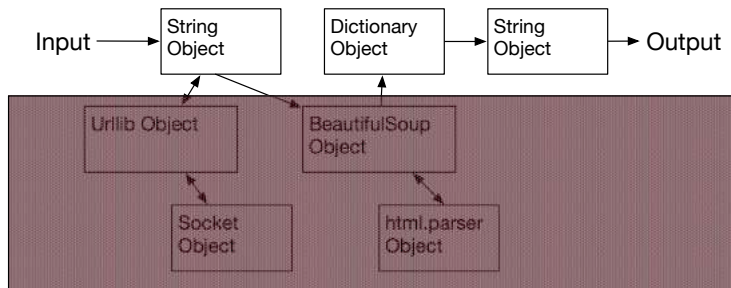 Input
String
Object
Dictionary
Object
String
Object
Output
Urllib Object
BeautifulSoup
Object
Socket
Object
html.parser
Object